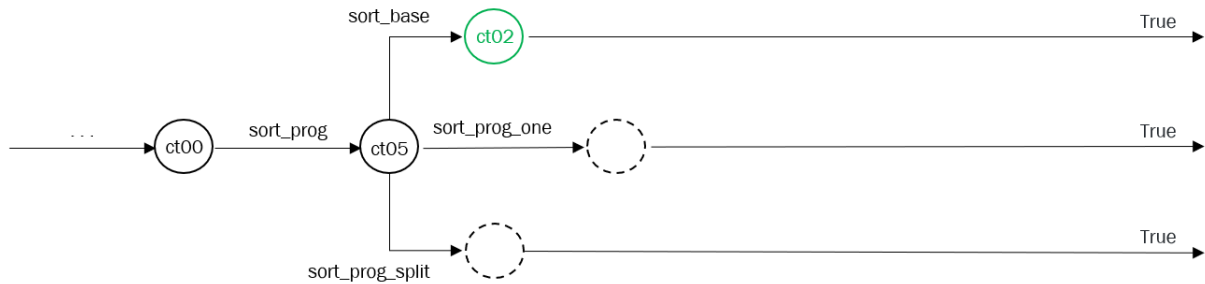 sort_base
ct02
True
. . .
ct00
sort_prog
ct05
sort_prog_one
True
sort_prog_split
True